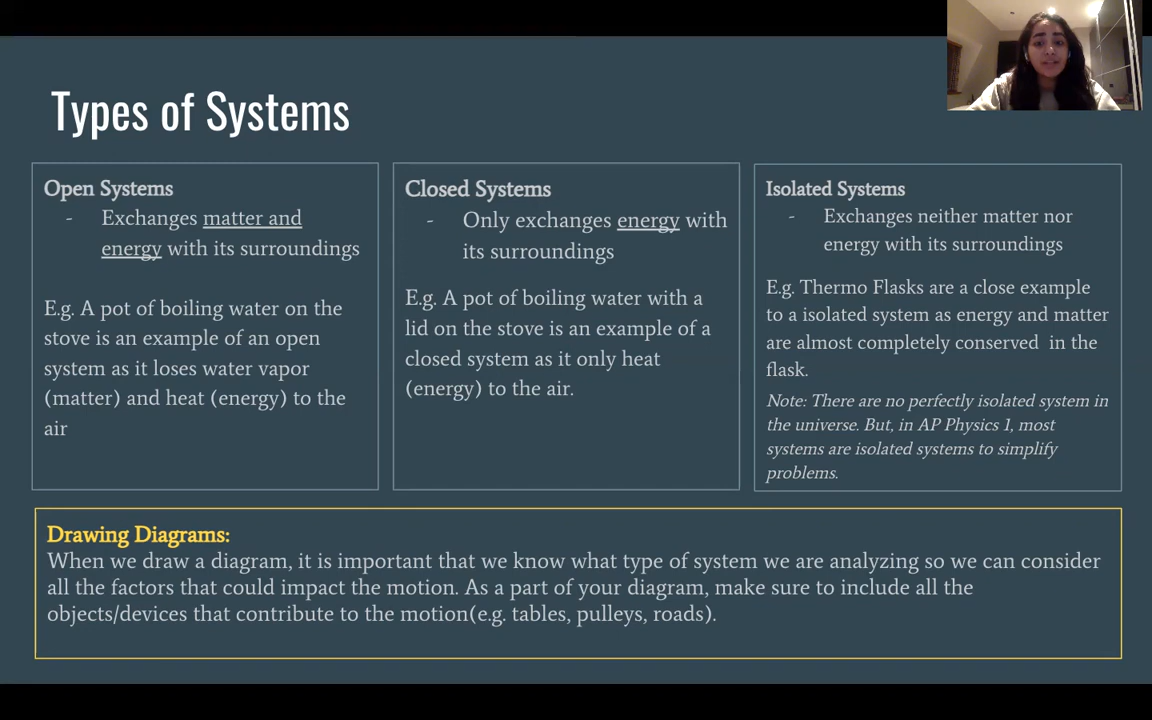 Types of Systems
Open Systems
- Exchanges matter and
energy with its surroundings
E.g. A pot of boiling water on the
stove is an example of an open
system as it loses water vapor
(matter) and heat (energy) to the
air
Closed Systems
- Only exchanges energy with
its surroundings
E.g. A pot of boiling water with a
lid on the stove is an example of a
closed system as it only heat
(energy) to the air.
Isolated Systems
- Exchanges neither matter nor
energy with its surroundings
E.g. Thermo Flasks are a close example
to a isolated system as energy and matter
are almost completely conserved in the
flask.
Note: There are no perfectly isolated system in
the universe. But, in AP Physics 1, most
systems are isolated systems to simplify
problems.
Drawing Diagrams:
When we draw a diagram, it is important that we know what type of system we are analyzing so we can consider
all the factors that could impact the motion. As a part of your diagram, make sure to include all the
objects/devices that contribute to the motion(e.g. tables, pulleys, roads).